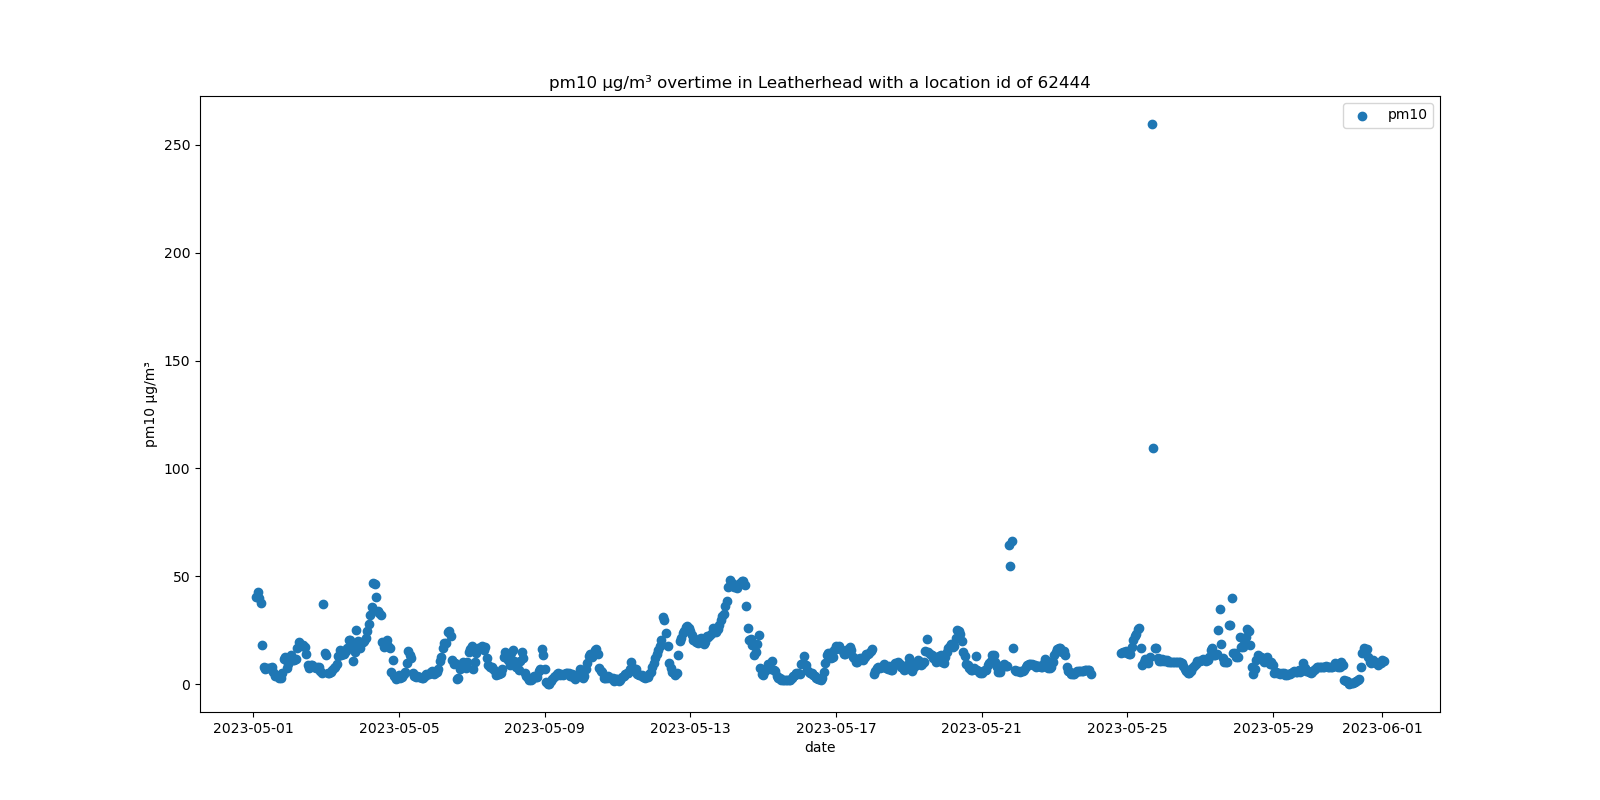 pm10 µg/m³ overtime in Leatherhead with a location id of 62444
pm10
250
200
150
100
50
0
pm10 µg/m³
2023-05-01 2023-05-05 2023-05-09 2023-05-13 2023-05-17 2023-05-21 2023-05-25 2023-05-29 2023-06-01
date